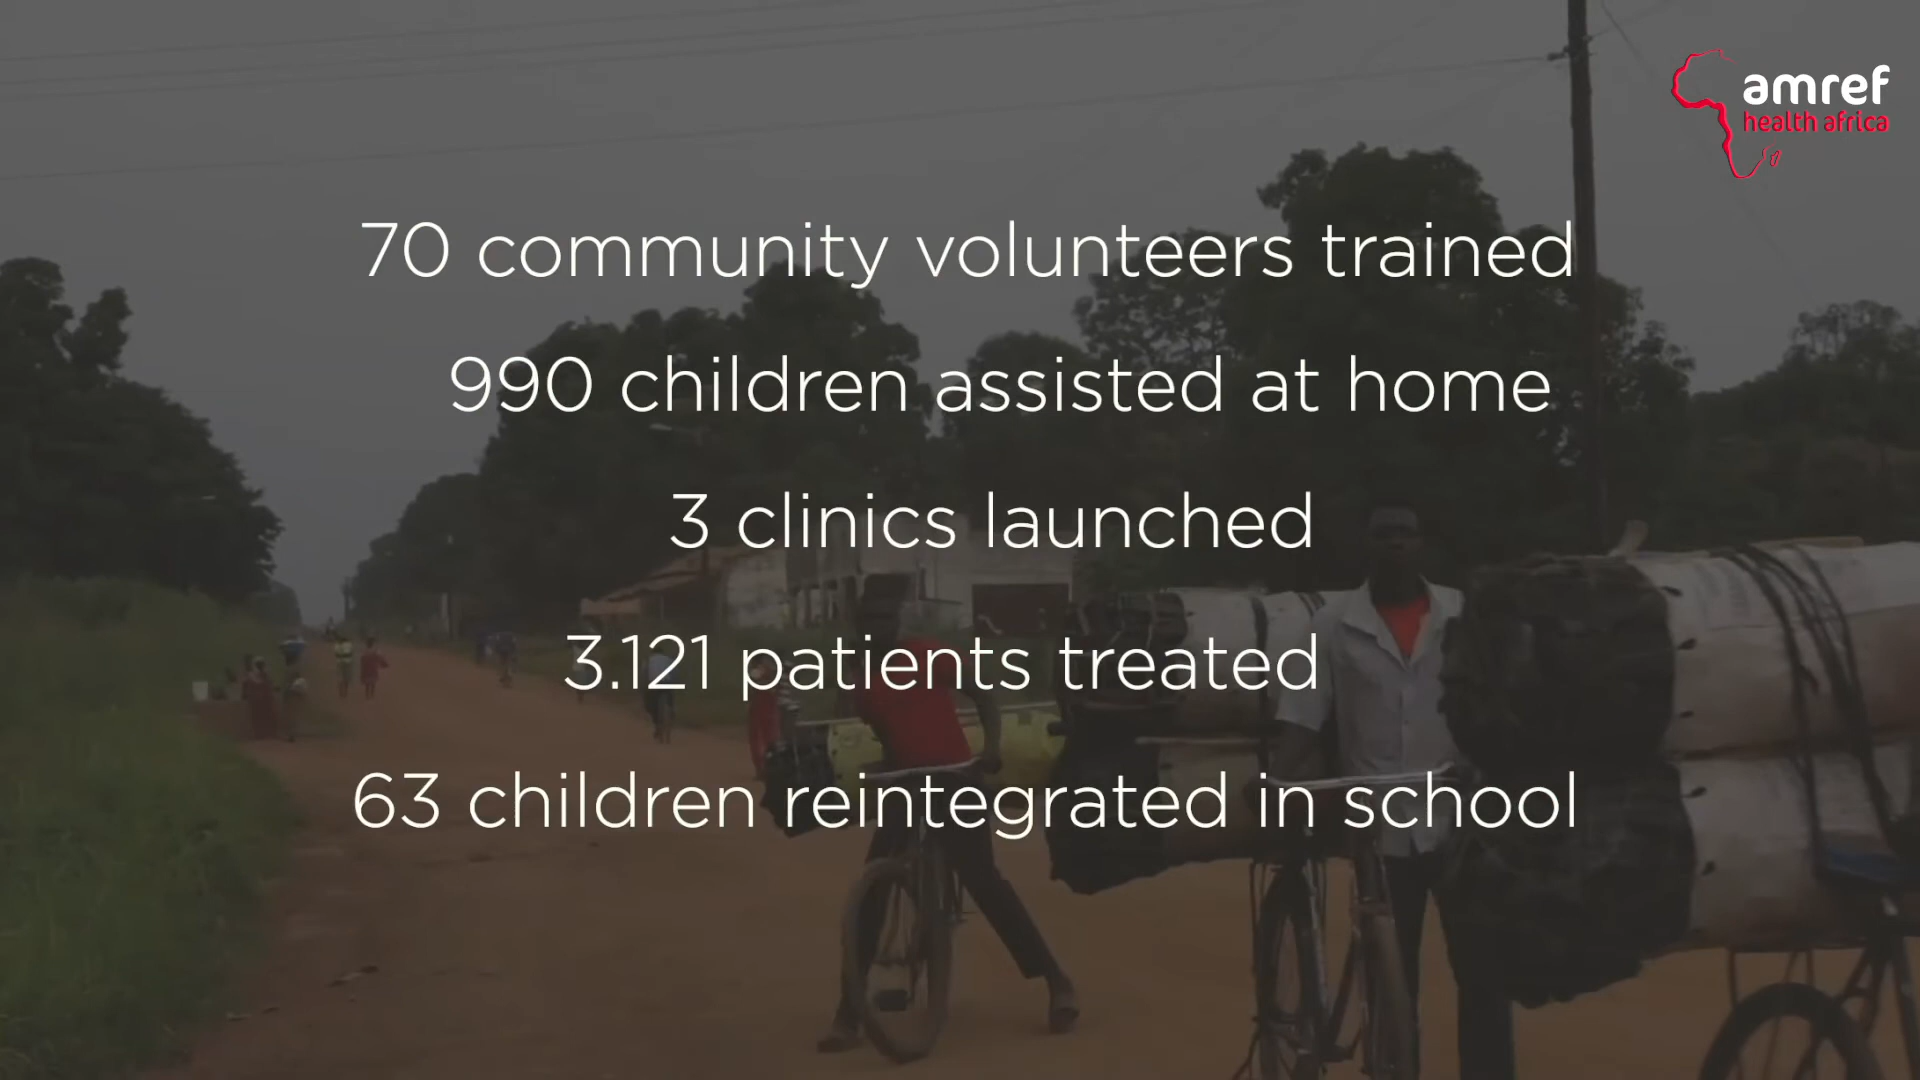 amref
health africa
70 community volunteers trained
990 children assisted at home
3 clinics launched
3.121 patients treated
63 children reintegrated in school